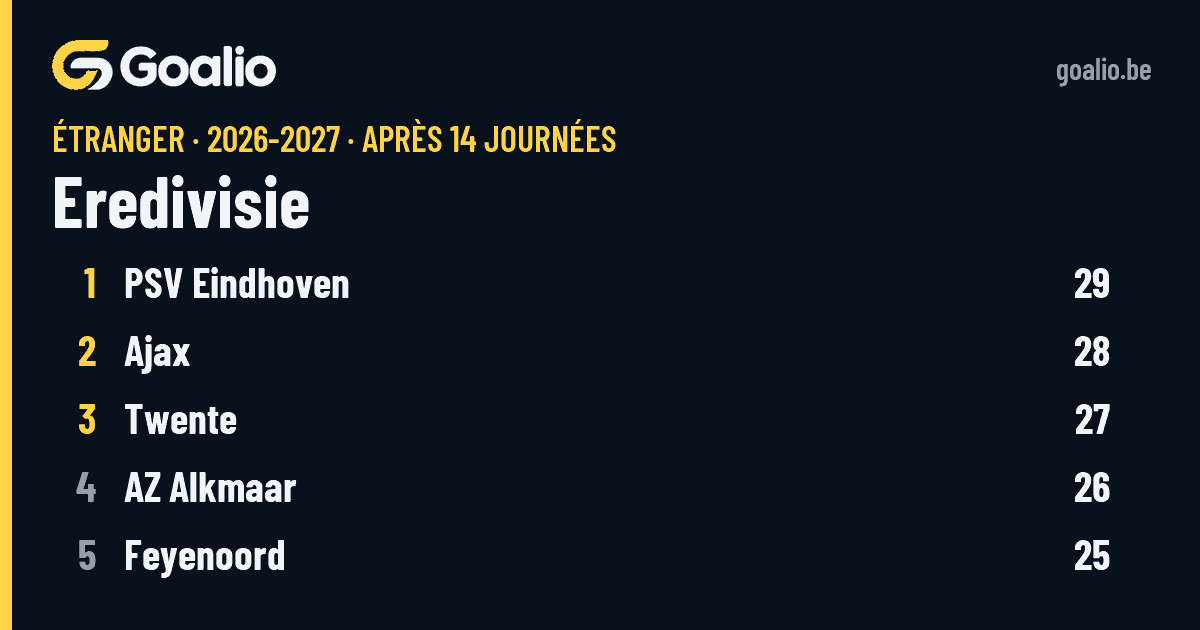 Goalio
goalio.be
ÉTRANGER · 2026-2027 · APRÈS 14 JOURNÉES
Eredivisie
1 PSV Eindhoven 29
2 Ajax 28
3 Twente 27
4 AZ Alkmaar 26
5 Feyenoord 25